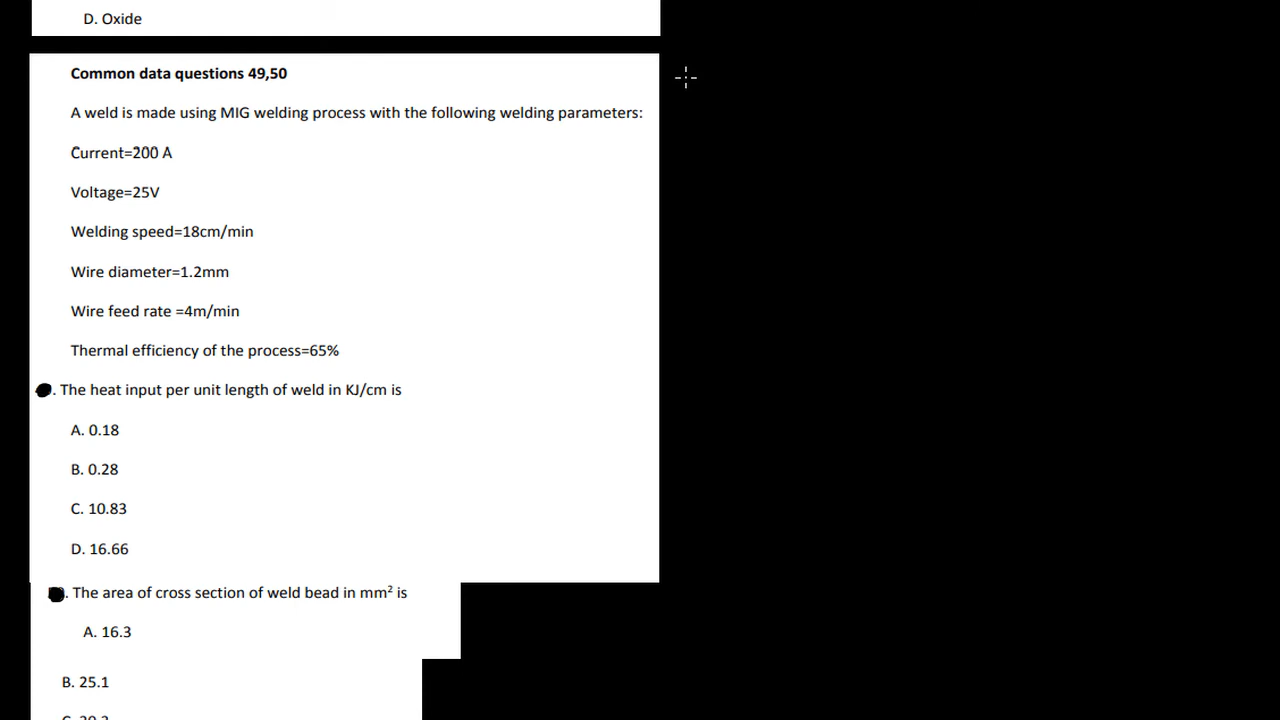 D. Oxide
Common data questions 49,50
A weld is made using MIG welding process with the following welding parameters:
Current=200 A
Voltage=25V
Welding speed=18cm/min
Wire diameter=1.2mm
Wire feed rate =4m/min
Thermal efficiency of the process=65%
. The heat input per unit length of weld in KJ/cm is
A. 0.18
B. 0.28
C. 10.83
D. 16.66
. The area of cross section of weld bead in mm² is
A. 16.3
B. 25.1